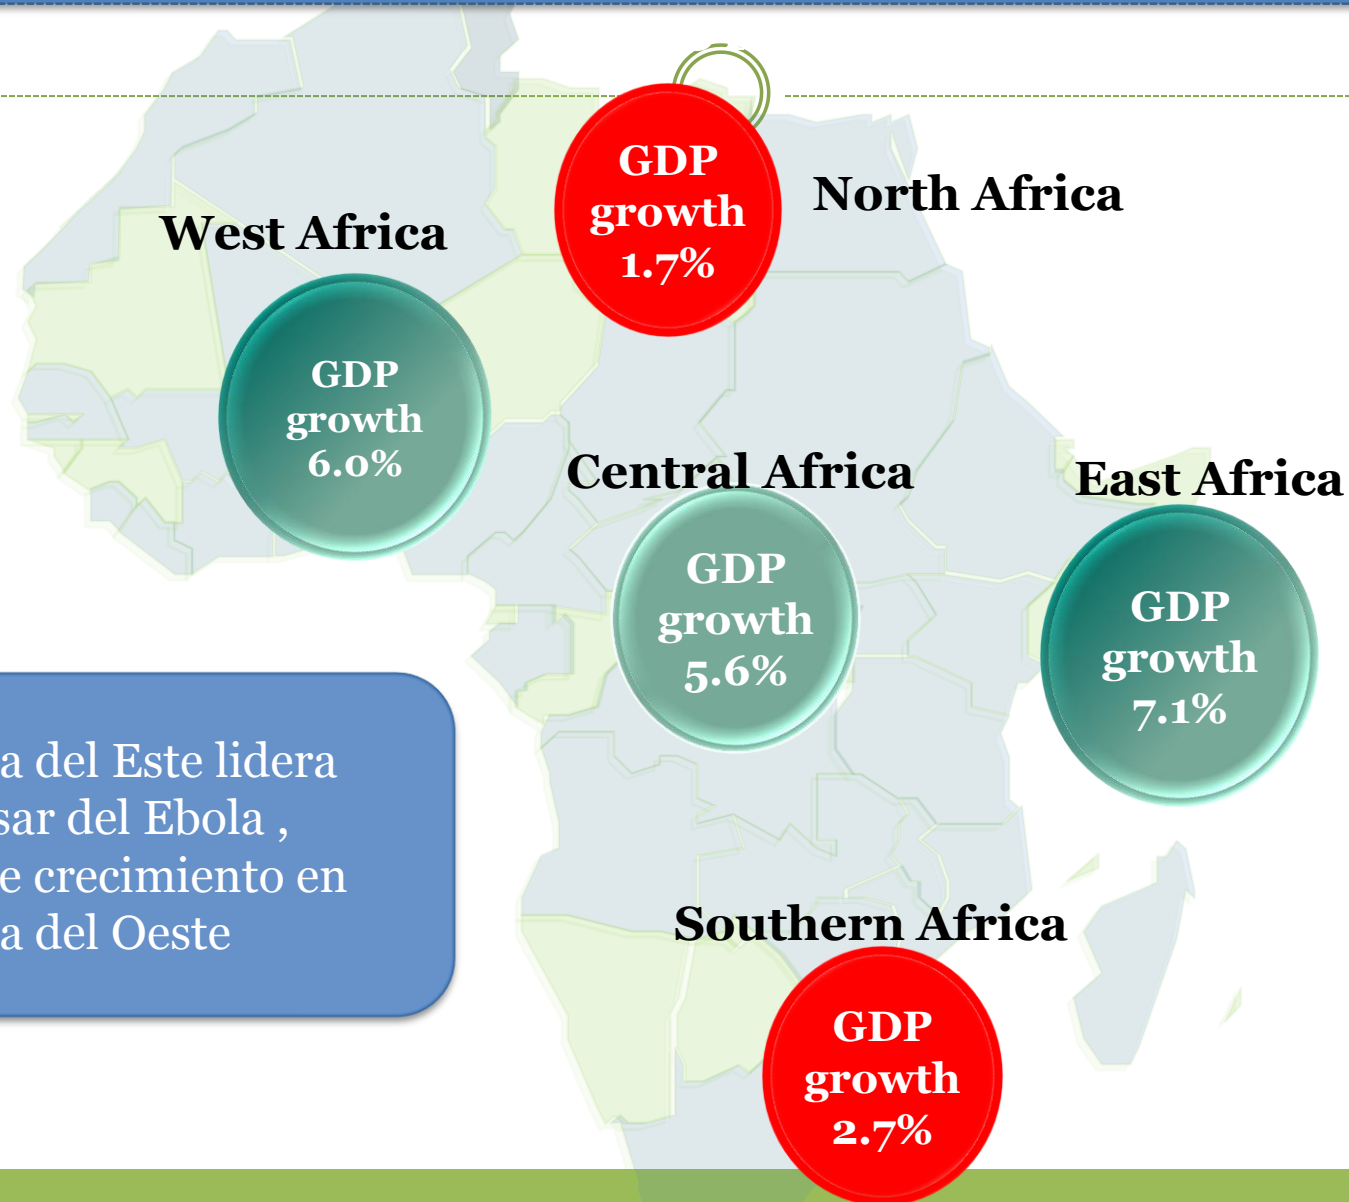 GDP
growth
1.7%
North Africa
West Africa
GDP
growth
6.0%
Central Africa
GDP
growth
5.6%
East Africa
GDP
growth
7.1%
a del Este lidera
sar del Ebola ,
e crecimiento en
a del Oeste
Southern Africa
GDP
growth
2.7%